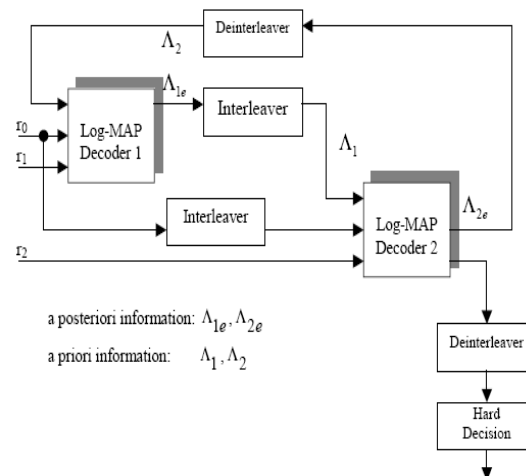 Λ2
Deinterleaver
Λ1e
Interleaver
r0
Log-MAP
Decoder 1
r1
Λ1
Interleaver
Log-MAP
Decoder 2
Λ2e
r2
a posteriori information: Λ1e, Λ2e
a priori information: Λ1, Λ2
Deinterleaver
Hard
Decision